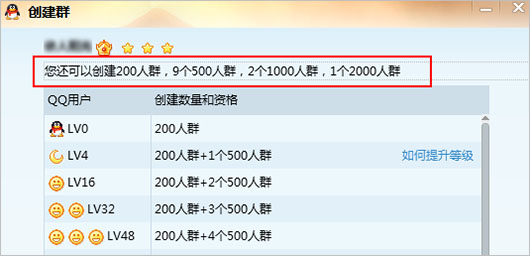 创建群
您还可以创建200人群，9个500人群，2个1000人群，1个2000人群
QQ用户 创建数量和资格
LV0 200人群
LV4 200人群+1个500人群 如何提升等级
LV16 200人群+2个500人群
LV32 200人群+3个500人群
LV48 200人群+4个500人群